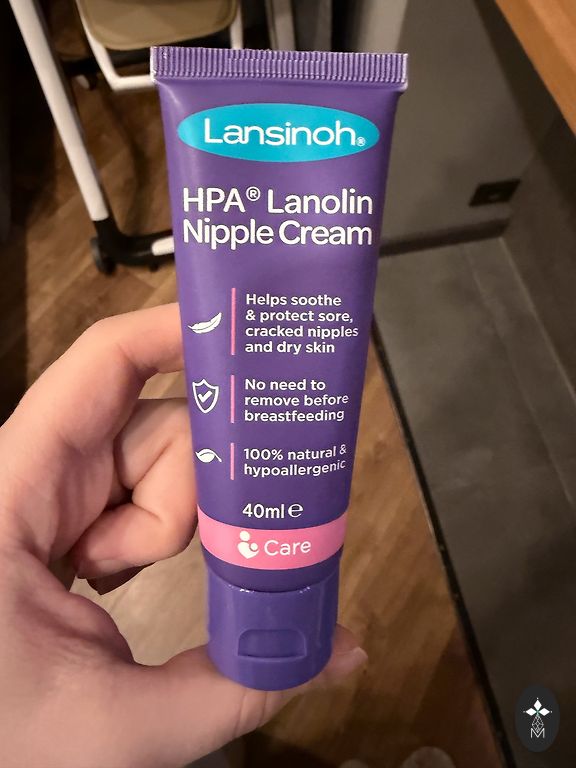 Lansinoh®
HPA® Lanolin
Nipple Cream
Helps soothe
& protect sore,
cracked nipples
and dry skin
No need to
remove before
breastfeeding
100% natural &
hypoallergenic
40ml ℮
Care
M